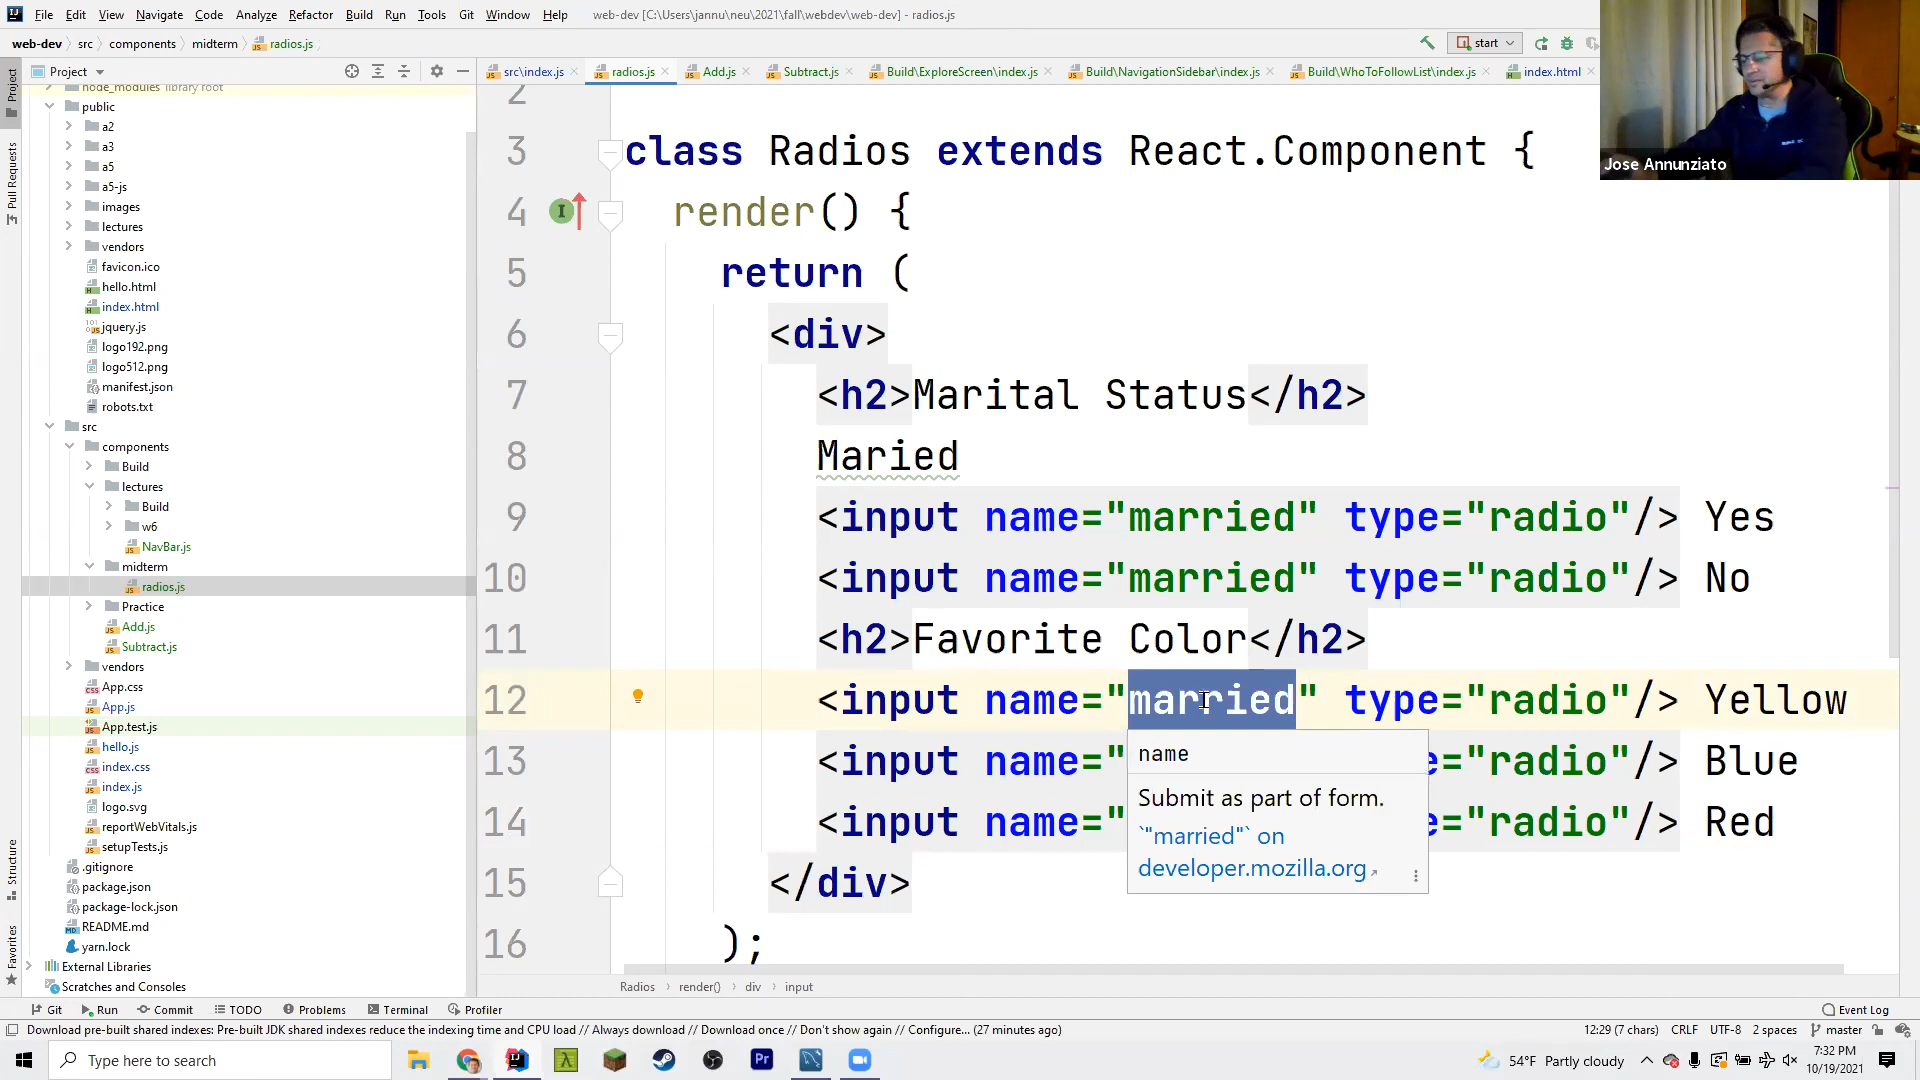 File Edit View Navigate Code Analyze Refactor Build Run Tools Git Window Help web-dev [C:\Users\jannu\neu\2021\fall\webdev\web-dev] - radios.js
web-dev src components midterm radios.js
start
Project
src\index.js radios.js Add.js Subtract.js Build\ExploreScreen\index.js Build\NavigationSidebar\index.js Build\WhoToFollowList\index.js index.html
Jose Annunziato
Project
Pull Requests
Structure
Favorites
node_modules library root
public
a2
a3
a5
a5-js
images
lectures
vendors
favicon.ico
hello.html
index.html
jquery.js
logo192.png
logo512.png
manifest.json
robots.txt
src
components
Build
lectures
Build
w6
NavBar.js
midterm
radios.js
Practice
Add.js
Subtract.js
vendors
App.css
App.js
App.test.js
hello.js
index.css
index.js
logo.svg
reportWebVitals.js
setupTests.js
.gitignore
package.json
package-lock.json
README.md
yarn.lock
External Libraries
Scratches and Consoles
2
3 class Radios extends React.Component {
4 render() {
5 return (
6 <div>
7 <h2>Marital Status</h2>
8 Maried
9 <input name="married" type="radio"/> Yes
10 <input name="married" type="radio"/> No
11 <h2>Favorite Color</h2>
12 <input name="married" type="radio"/> Yellow
13 <input name=" e="radio"/> Blue
14 <input name=" e="radio"/> Red
15 </div>
16 );
name
Submit as part of form.
`"married"` on
developer.mozilla.org
Radios render() div input
Git Run Commit TODO Problems Terminal Profiler Event Log
Download pre-built shared indexes: Pre-built JDK shared indexes reduce the indexing time and CPU load // Always download // Download once // Don't show again // Configure... (27 minutes ago) 12:29 (7 chars) CRLF UTF-8 2 spaces master
Type here to search
Pr
54°F Partly cloudy
7:32 PM
10/19/2021